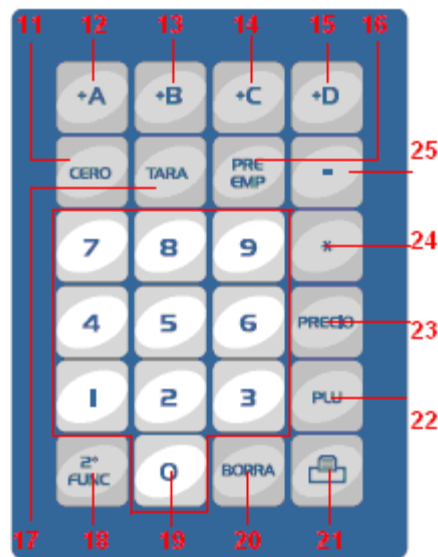 11 12 13 14 15 16
+A +B +C +D
CERO TARA PRE EMP - 25
7 8 9 * 24
4 5 6 PRECIO 23
1 2 3 PLU 22
2º FUNC 0 BORRA
17 18 19 20 21